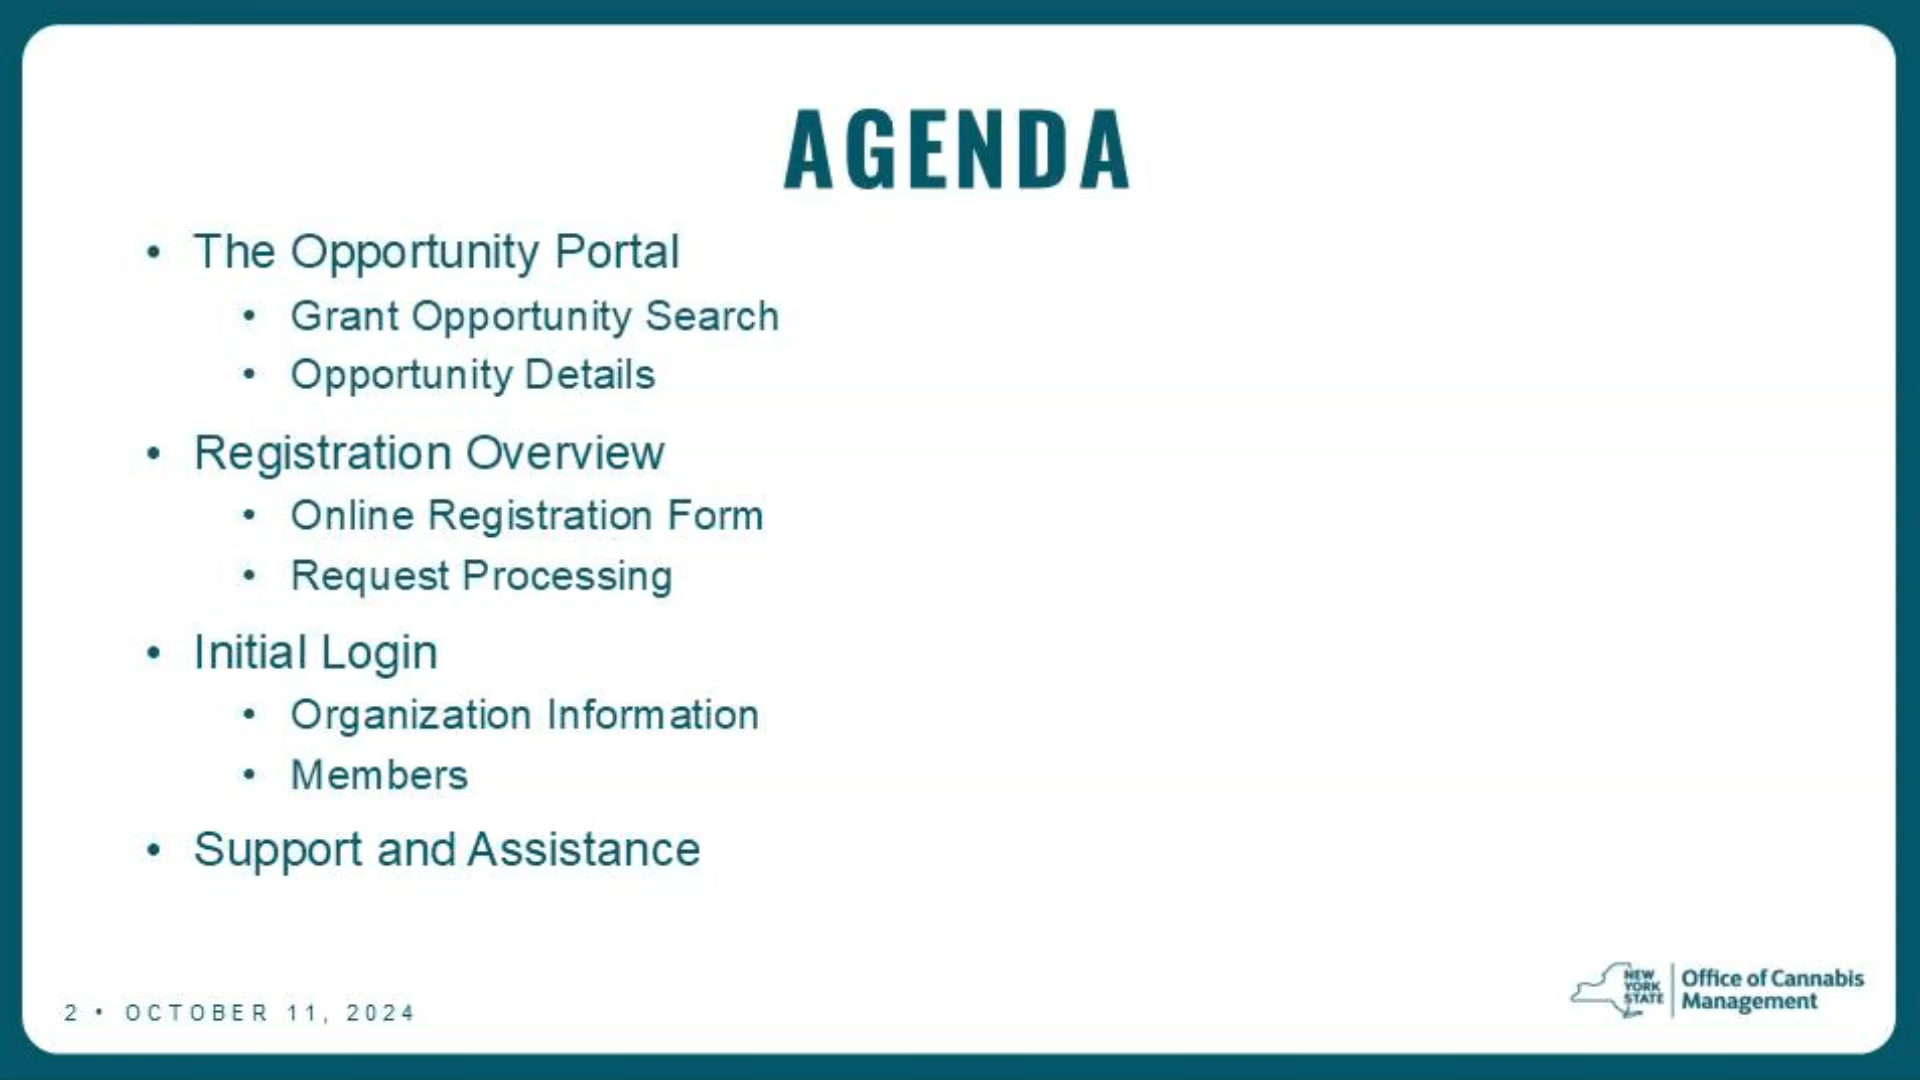 AGENDA
• The Opportunity Portal
• Grant Opportunity Search
• Opportunity Details
• Registration Overview
• Online Registration Form
• Request Processing
• Initial Login
• Organization Information
• Members
• Support and Assistance
2 • OCTOBER 11, 2024
NEW
YORK
STATE
Office of Cannabis
Management